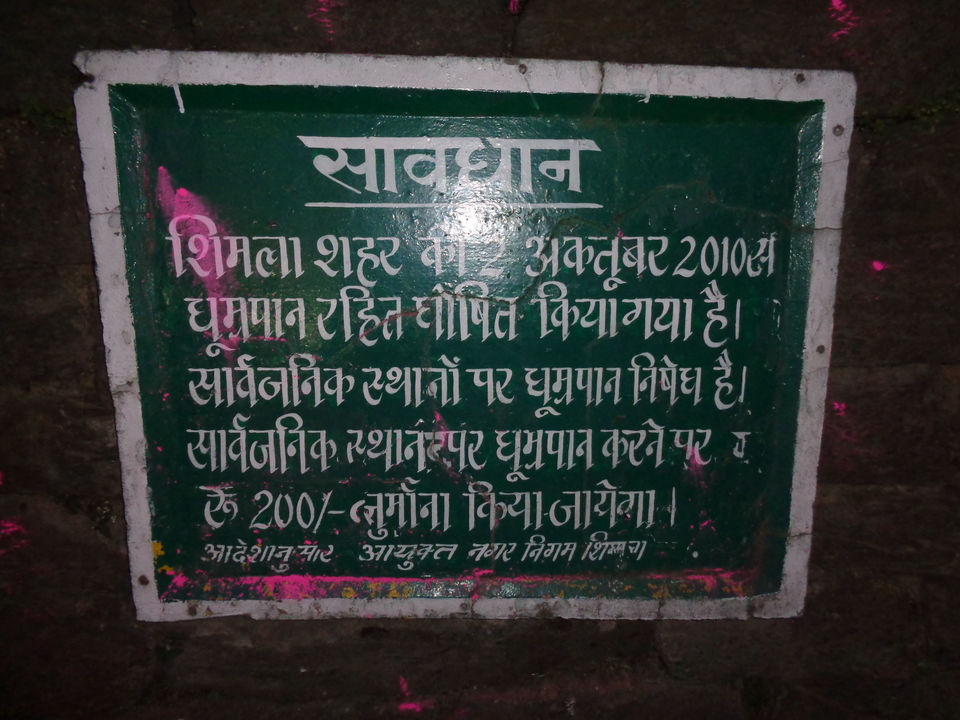 सावधान
शिमला शहर को 2 अकतूबर 2010 से
धूम्रपान रहित घोषित किया गया है।
सार्वजनिक स्थानों पर धूम्रपान निषेध है।
सार्वजनिक स्थान पर धूम्रपान करने पर
रू 200/- जुर्माना किया जायेगा।
आदेशानुसार आयुक्त नगर निगम शिमला